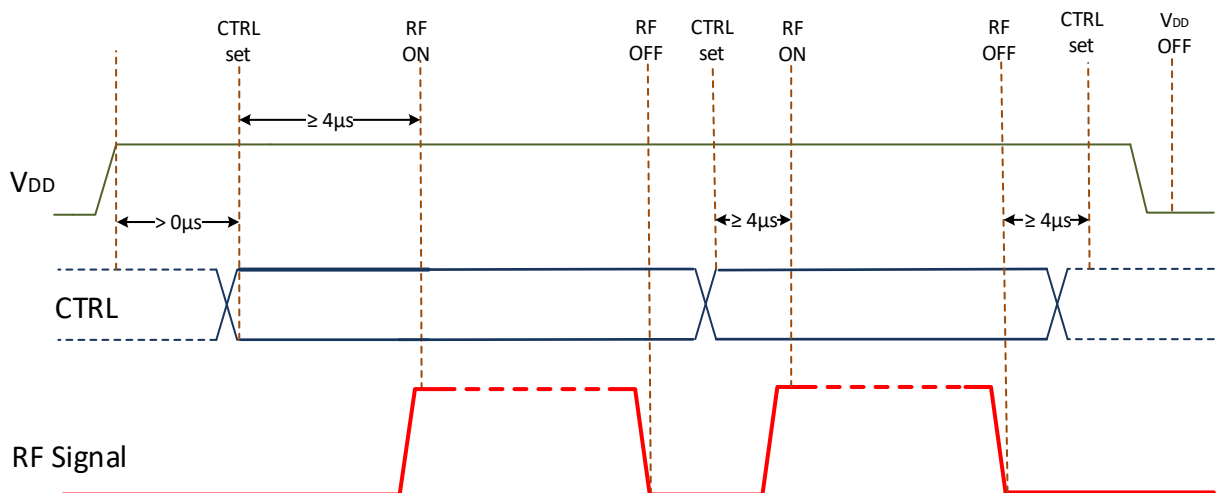 CTRL
set
RF
ON
RF
OFF
CTRL
set
RF
ON
RF
OFF
CTRL
set
VDD
OFF
≥ 4µs
VDD
> 0µs
≥ 4µs
≥ 4µs
CTRL
RF Signal